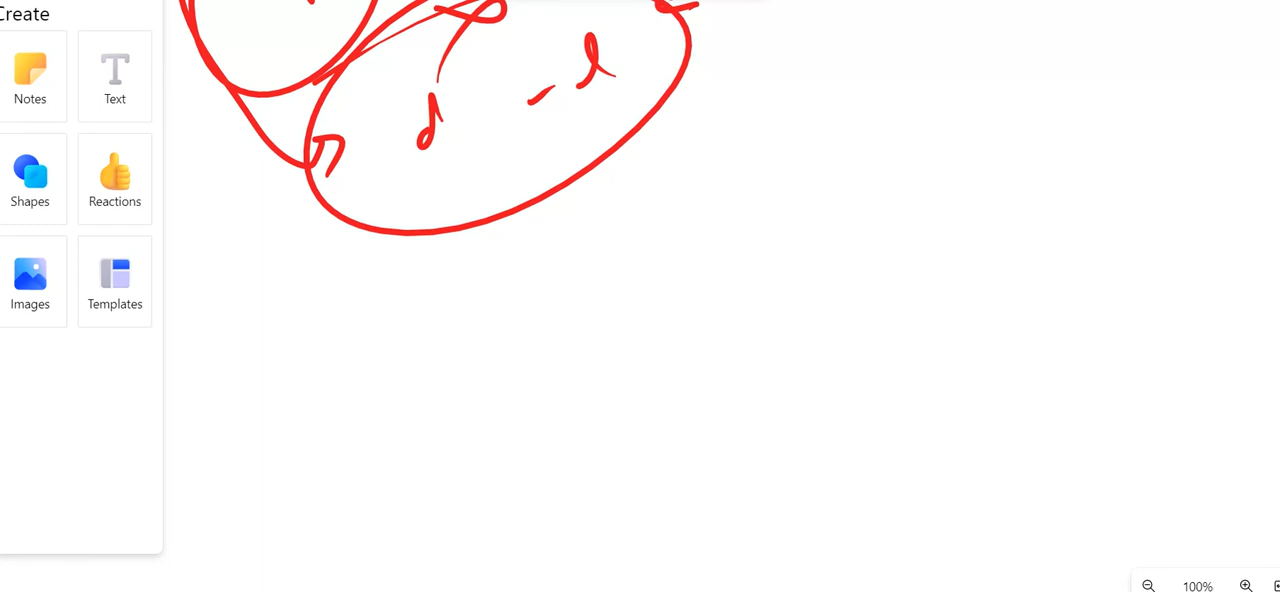 Create
Notes
Text
Shapes
Reactions
Images
Templates
100%